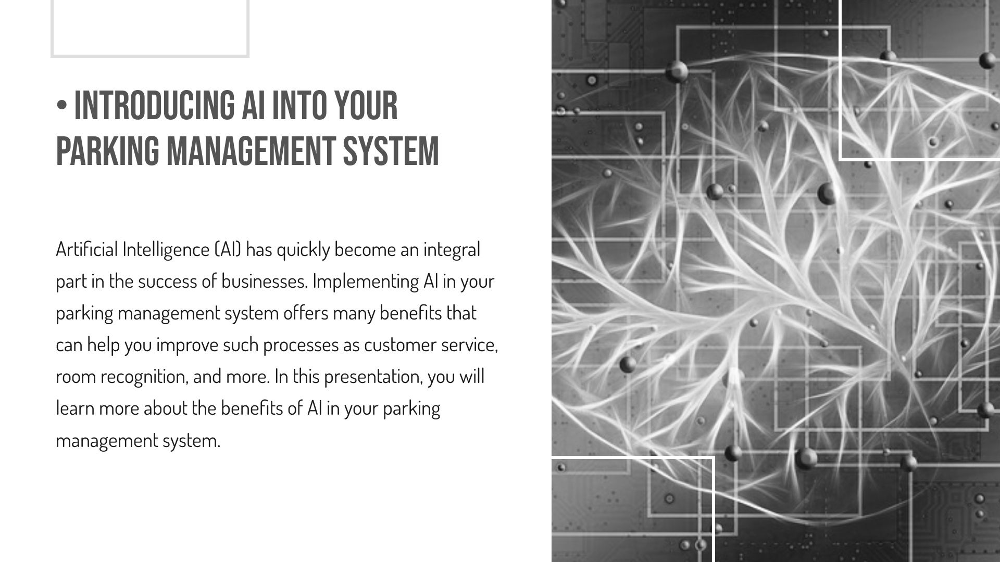 • INTRODUCING AI INTO YOUR
PARKING MANAGEMENT SYSTEM
Artificial Intelligence (AI) has quickly become an integral
part in the success of businesses. Implementing AI in your
parking management system offers many benefits that
can help you improve such processes as customer service,
room recognition, and more. In this presentation, you will
learn more about the benefits of AI in your parking
management system.